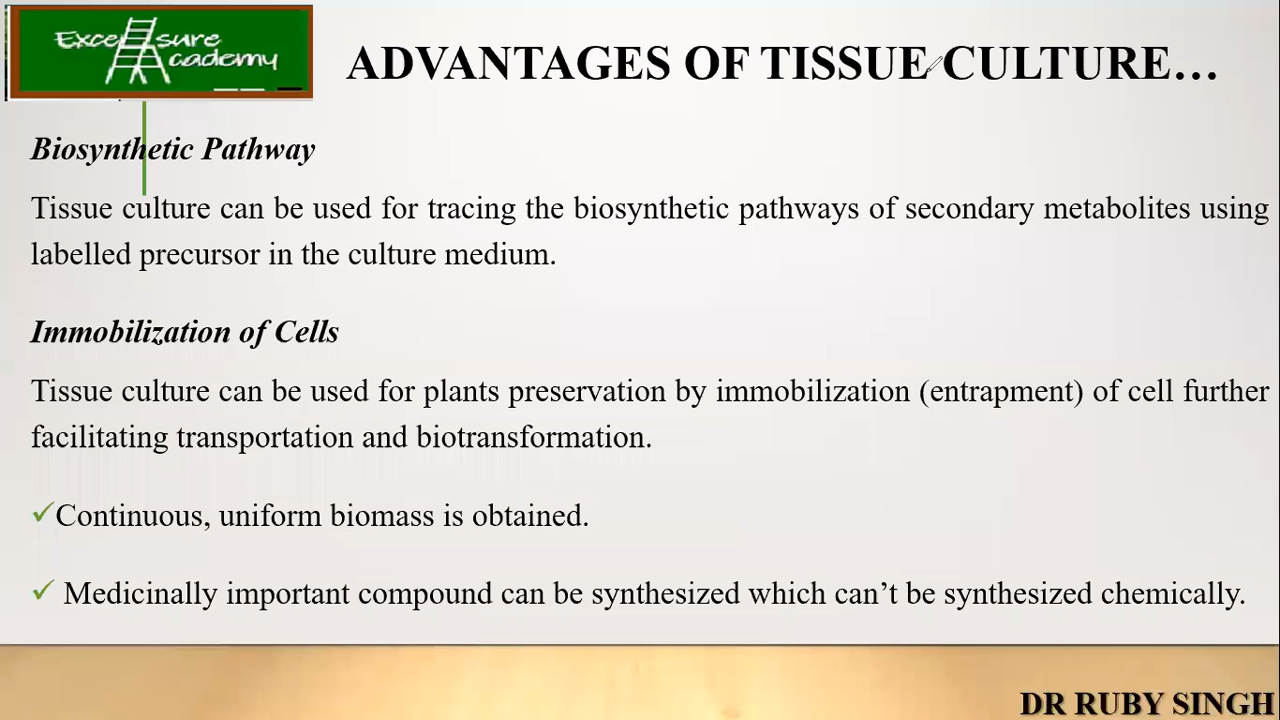 Excel sure
Academy
ADVANTAGES OF TISSUE CULTURE…
Biosynthetic Pathway
Tissue culture can be used for tracing the biosynthetic pathways of secondary metabolites using
labelled precursor in the culture medium.
Immobilization of Cells
Tissue culture can be used for plants preservation by immobilization (entrapment) of cell further
facilitating transportation and biotransformation.
✓Continuous, uniform biomass is obtained.
✓ Medicinally important compound can be synthesized which can’t be synthesized chemically.
DR RUBY SINGH